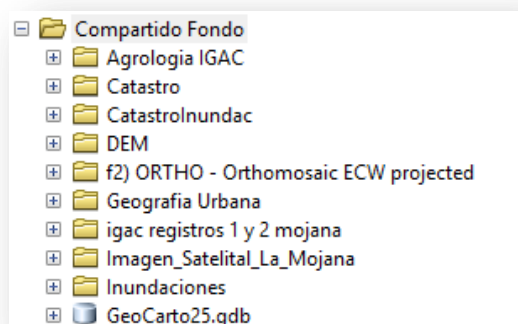 Compartido Fondo
Agrologia IGAC
Catastro
CatastroInundac
DEM
f2) ORTHO - Orthomosaic ECW projected
Geografia Urbana
igac registros 1 y 2 mojana
Imagen_Satelital_La_Mojana
Inundaciones
GeoCarto25.gdb